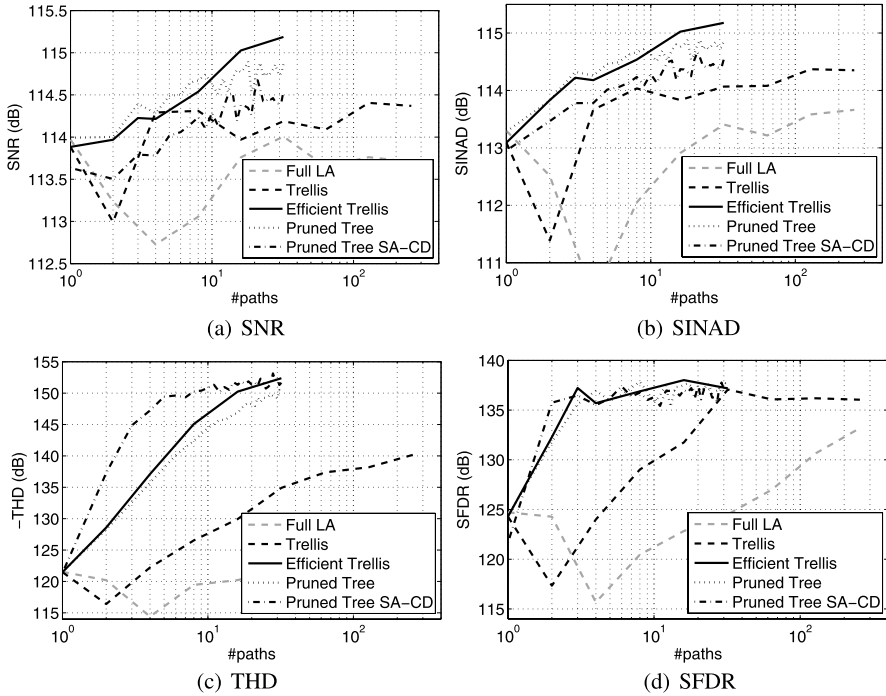 115.5
115
114.5
114
113.5
113
112.5
SNR (dB)
10^0
10^1
10^2
#paths
Full LA
Trellis
Efficient Trellis
Pruned Tree
Pruned Tree SA-CD
(a) SNR
115
114
113
112
111
SINAD (dB)
10^0
10^1
10^2
#paths
Full LA
Trellis
Efficient Trellis
Pruned Tree
Pruned Tree SA-CD
(b) SINAD
155
150
145
140
135
130
125
120
115
-THD (dB)
10^0
10^1
10^2
#paths
Full LA
Trellis
Efficient Trellis
Pruned Tree
Pruned Tree SA-CD
(c) THD
140
135
130
125
120
115
SFDR (dB)
10^0
10^1
10^2
#paths
Full LA
Trellis
Efficient Trellis
Pruned Tree
Pruned Tree SA-CD
(d) SFDR